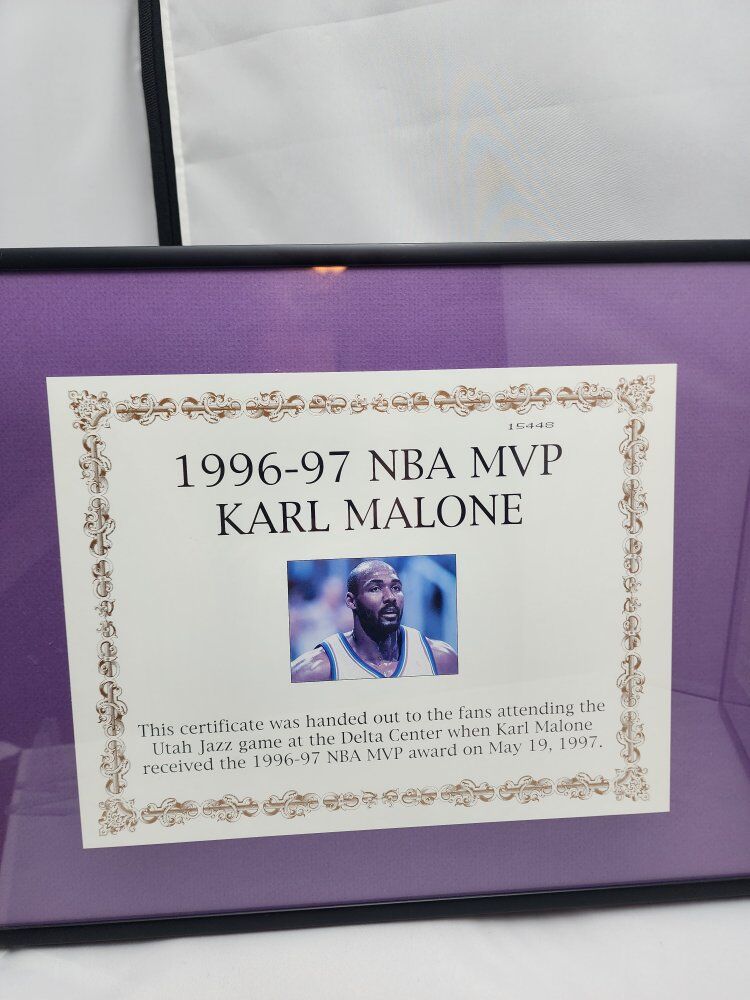 15448
1996-97 NBA MVP
KARL MALONE
This certificate was handed out to the fans attending the
Utah Jazz game at the Delta Center when Karl Malone
received the 1996-97 NBA MVP award on May 19, 1997.